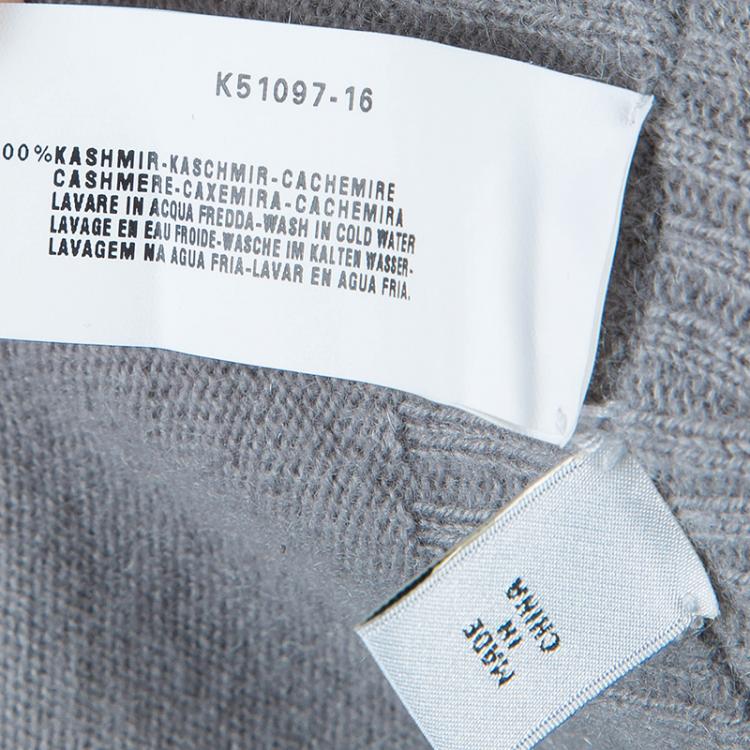 K51097-16
00%KASHMIR-KASCHMIR-CACHEMIRE
CASHMERE-CAXEMIRA-CACHEMIRA
LAVARE IN ACQUA FREDDA-WASH IN COLD WATER
LAVAGE EN EAU FROIDE-WASCHE IM KALTEN WASSER-
LAVAGEM NA AGUA FRIA-LAVAR EN AGUA FRIA.
MADE
IN
CHINA